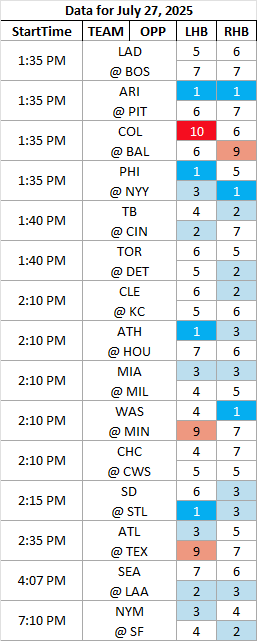 Data for July 27, 2025
StartTime TEAM OPP LHB RHB
1:35 PM LAD 5 6
@ BOS 7 7
1:35 PM ARI 1 1
@ PIT 6 7
1:35 PM COL 10 6
@ BAL 6 9
1:35 PM PHI 1 5
@ NYY 3 1
1:40 PM TB 4 2
@ CIN 2 7
1:40 PM TOR 6 5
@ DET 5 2
2:10 PM CLE 6 2
@ KC 5 6
2:10 PM ATH 1 3
@ HOU 7 6
2:10 PM MIA 3 3
@ MIL 4 5
2:10 PM WAS 4 1
@ MIN 9 7
2:10 PM CHC 4 7
@ CWS 5 5
2:15 PM SD 6 3
@ STL 1 3
2:35 PM ATL 3 5
@ TEX 9 7
4:07 PM SEA 7 6
@ LAA 2 3
7:10 PM NYM 3 4
@ SF 4 2